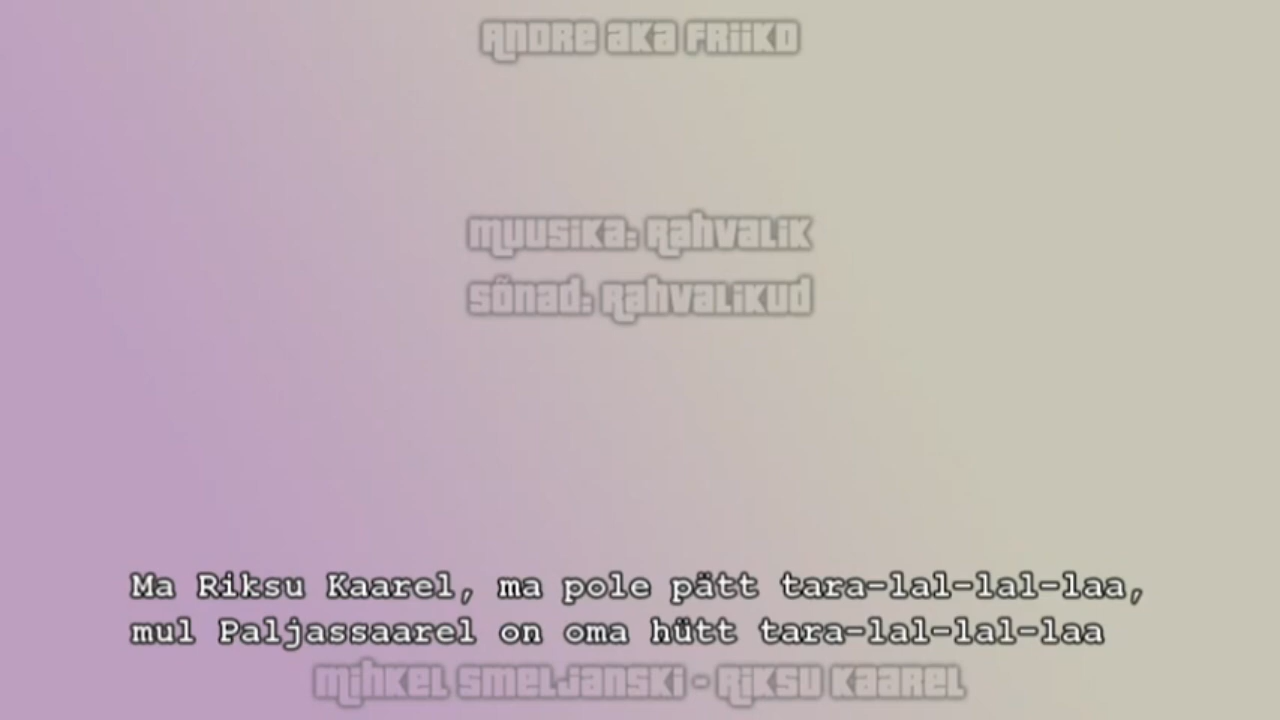 ANDRE AKA FRIIKO
MUUSIKA: RAHVALIK
SÕNAD: RAHVALIKUD
Ma Riksu Kaarel, ma pole pätt tara-lal-lal-laa,
mul Paljassaarel on oma hütt tara-lal-lal-laa
MIHKEL SMELJANSKI - RIKSU KAAREL